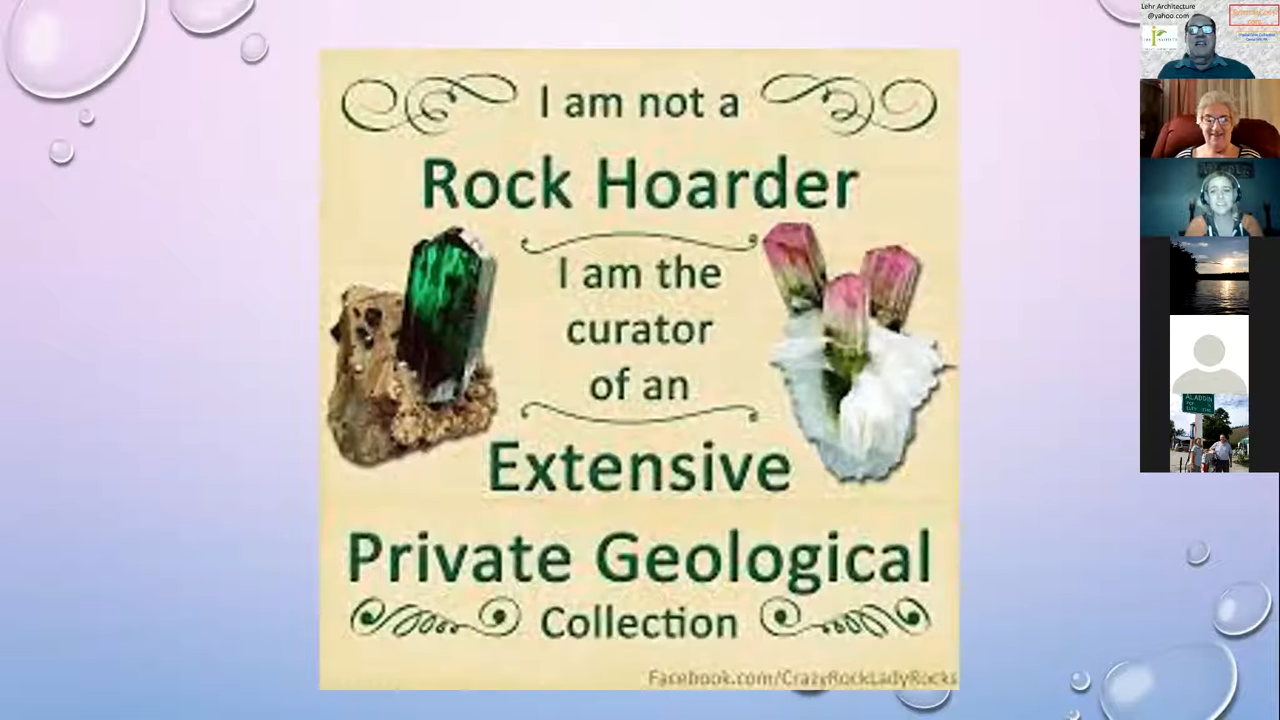 I am not a
Rock Hoarder
I am the
curator
of an
Extensive
Private Geological
Collection
Facebook.com/CrazyRockLadyRocks
Lehr Architecture
@yahoo.com
ALADDIN